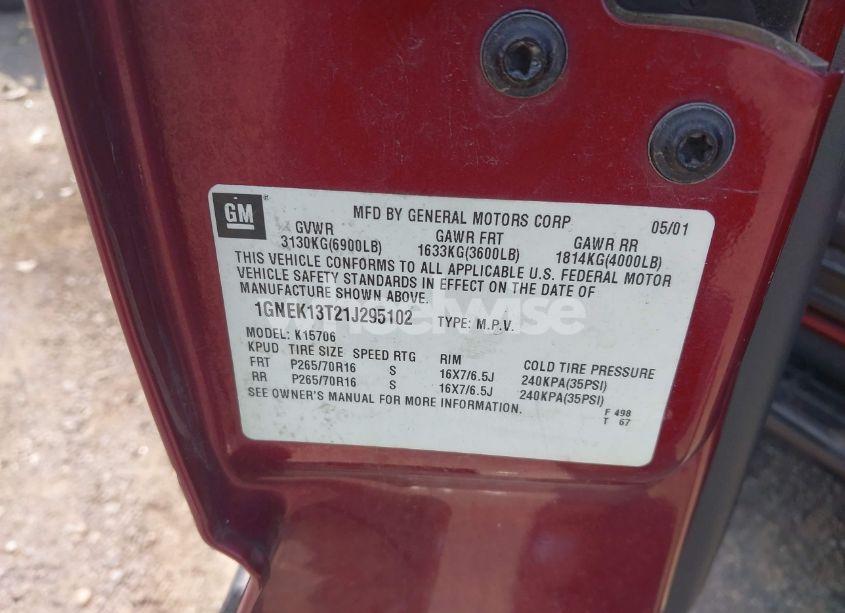 GM
MFD BY GENERAL MOTORS CORP 05/01
GVWR GAWR FRT GAWR RR
3130KG(6900LB) 1633KG(3600LB) 1814KG(4000LB)
THIS VEHICLE CONFORMS TO ALL APPLICABLE U.S. FEDERAL MOTOR
VEHICLE SAFETY STANDARDS IN EFFECT ON THE DATE OF
MANUFACTURE SHOWN ABOVE.
1GNEK13T21J295102 TYPE: M.P.V.
MODEL: K15706
KPUD TIRE SIZE SPEED RTG RIM COLD TIRE PRESSURE
FRT P265/70R16 S 16X7/6.5J 240KPA(35PSI)
RR P265/70R16 S 16X7/6.5J 240KPA(35PSI)
SEE OWNER'S MANUAL FOR MORE INFORMATION.
F 498
T 67